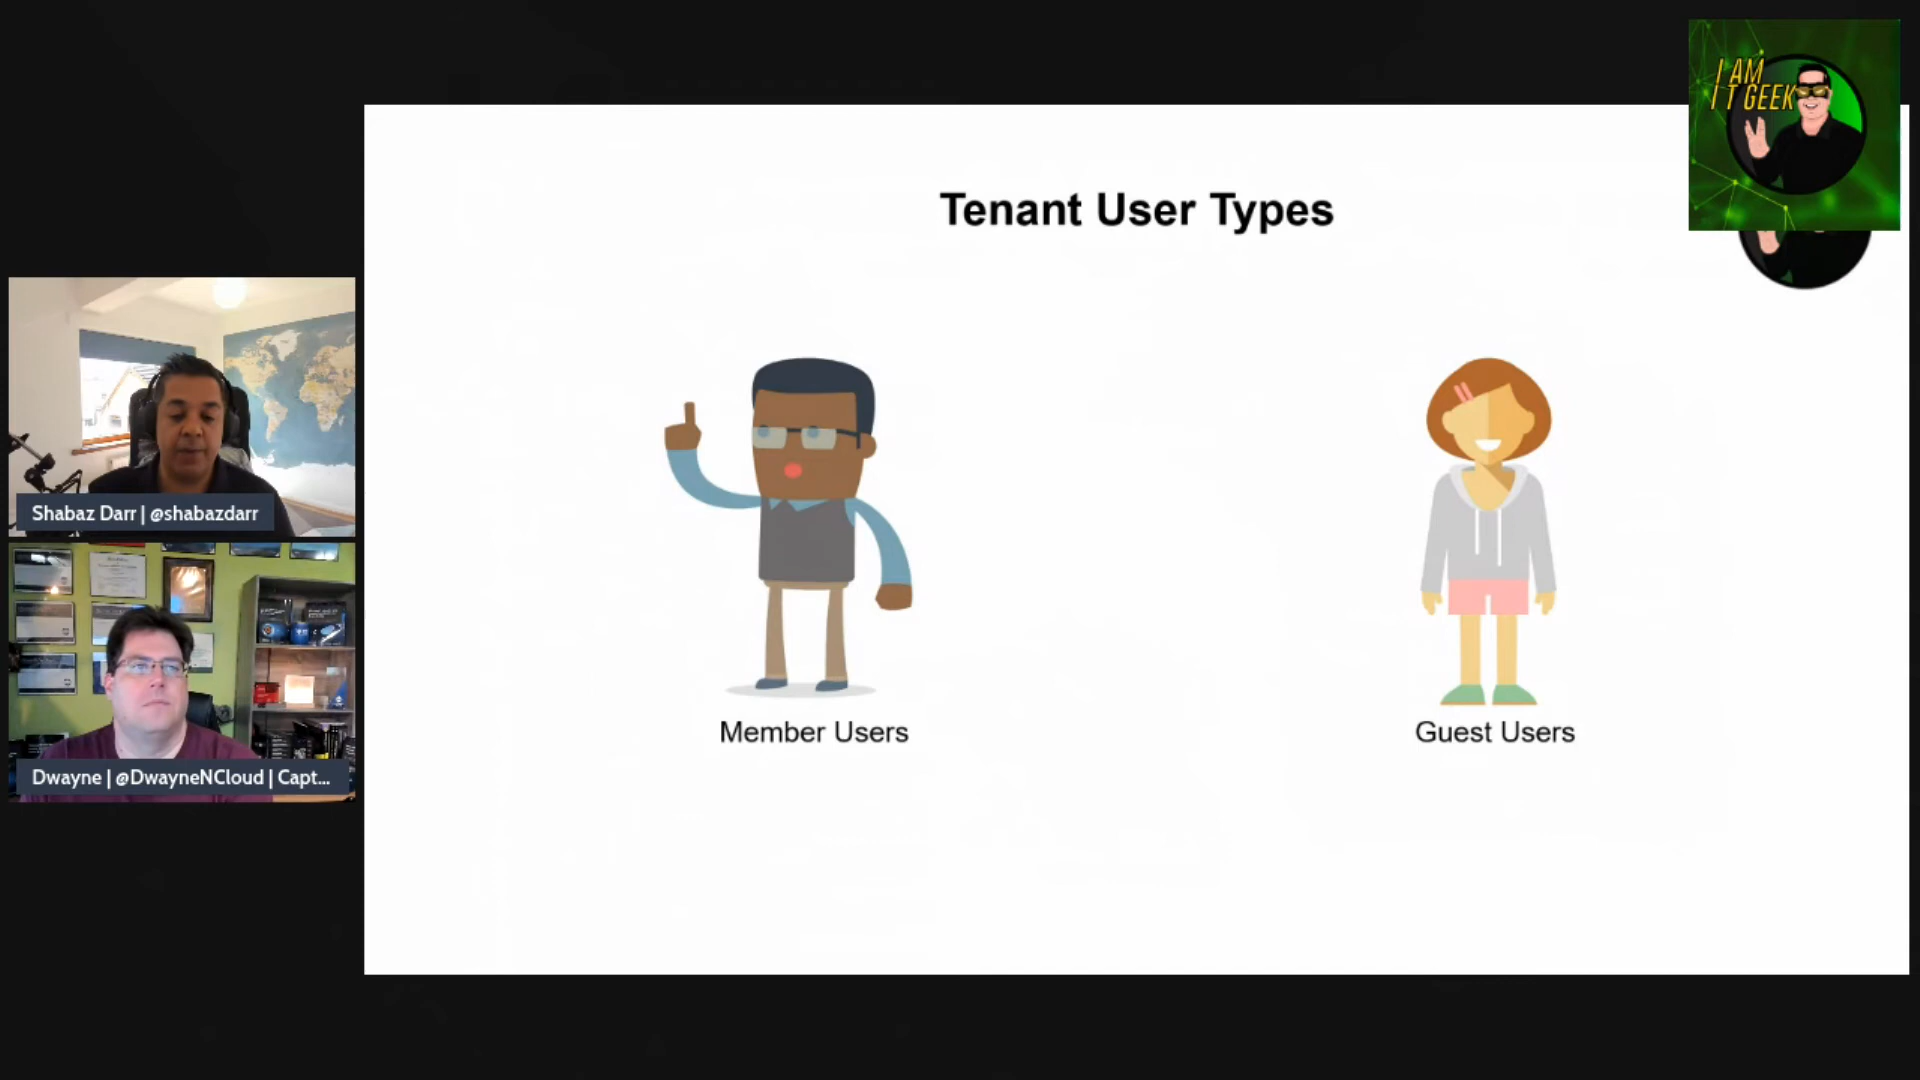 I AM
IT GEEK
Tenant User Types
Member Users
Guest Users
Shabaz Darr | @shabazdarr
Dwayne | @DwayneNCloud | Capt...